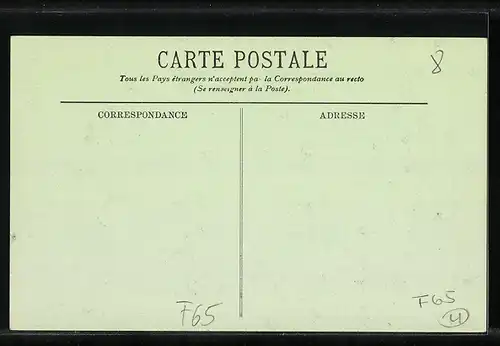 CARTE POSTALE
8
Tous les Pays étrangers n'acceptent pa- la Correspondance au recto
(Se renseigner à la Poste).
CORRESPONDANCE
ADRESSE
F65
F65